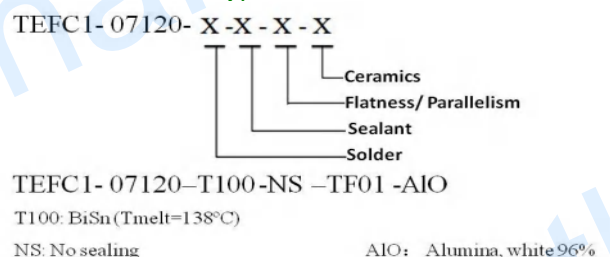 TEFC1- 07120- X -X - X - X
Ceramics
Flatness/ Parallelism
Sealant
Solder
TEFC1- 07120–T100-NS –TF01 -AlO
T100: BiSn(Tmelt=138°C)
NS: No sealing AlO: Alumina, white 96%